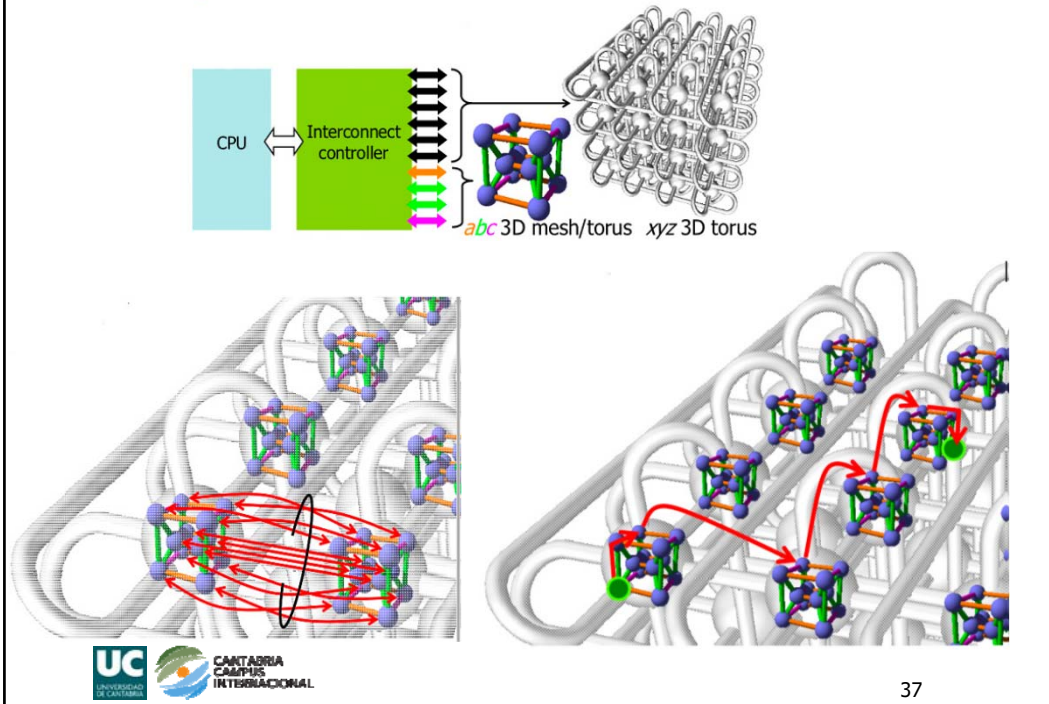 CPU
Interconnect
controller
abc 3D mesh/torus xyz 3D torus
UC
UNIVERSIDAD
DE CANTABRIA
CANTABRIA
CAMPUS
INTERNACIONAL
37